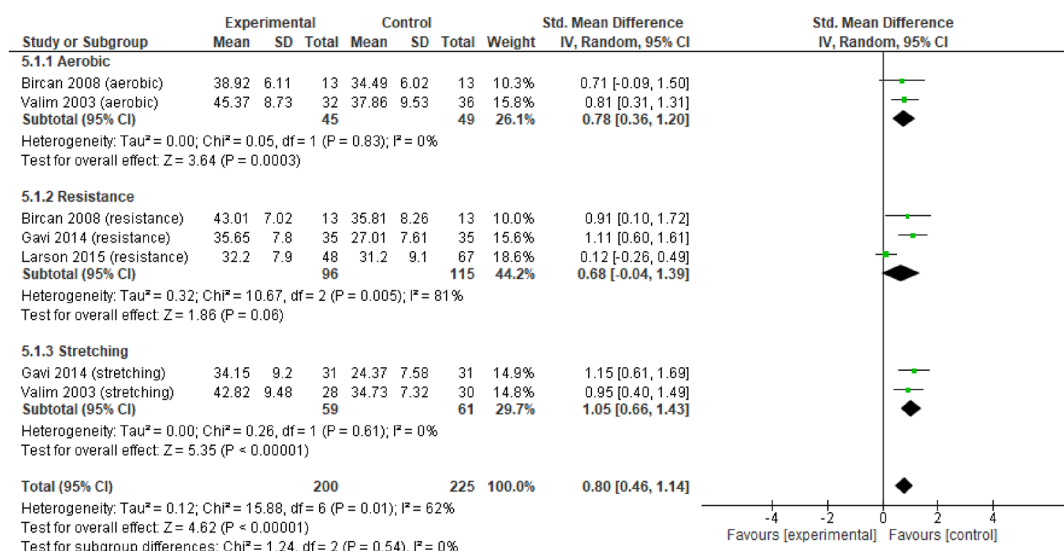 Experimental Control Std. Mean Difference Std. Mean Difference
Study or Subgroup Mean SD Total Mean SD Total Weight IV, Random, 95% CI IV, Random, 95% CI
5.1.1 Aerobic
Bircan 2008 (aerobic) 38.92 6.11 13 34.49 6.02 13 10.3% 0.71 [-0.09, 1.50]
Valim 2003 (aerobic) 45.37 8.73 32 37.86 9.53 36 15.8% 0.81 [0.31, 1.31]
Subtotal (95% CI) 45 49 26.1% 0.78 [0.36, 1.20]
Heterogeneity: Tau² = 0.00; Chi² = 0.05, df = 1 (P = 0.83); I² = 0%
Test for overall effect: Z = 3.64 (P = 0.0003)
5.1.2 Resistance
Bircan 2008 (resistance) 43.01 7.02 13 35.81 8.26 13 10.0% 0.91 [0.10, 1.72]
Gavi 2014 (resistance) 35.65 7.8 35 27.01 7.61 35 15.6% 1.11 [0.60, 1.61]
Larson 2015 (resistance) 32.2 7.9 48 31.2 9.1 67 18.6% 0.12 [-0.26, 0.49]
Subtotal (95% CI) 96 115 44.2% 0.68 [-0.04, 1.39]
Heterogeneity: Tau² = 0.32; Chi² = 10.67, df = 2 (P = 0.005); I² = 81%
Test for overall effect: Z = 1.86 (P = 0.06)
5.1.3 Stretching
Gavi 2014 (stretching) 34.15 9.2 31 24.37 7.58 31 14.9% 1.15 [0.61, 1.69]
Valim 2003 (stretching) 42.82 9.48 28 34.73 7.32 30 14.8% 0.95 [0.40, 1.49]
Subtotal (95% CI) 59 61 29.7% 1.05 [0.66, 1.43]
Heterogeneity: Tau² = 0.00; Chi² = 0.26, df = 1 (P = 0.61); I² = 0%
Test for overall effect: Z = 5.35 (P < 0.00001)
Total (95% CI) 200 225 100.0% 0.80 [0.46, 1.14]
Heterogeneity: Tau² = 0.12; Chi² = 15.88, df = 6 (P = 0.01); I² = 62%
Test for overall effect: Z = 4.62 (P < 0.00001)
Test for subgroup differences: Chi² = 1.24, df = 2 (P = 0.54), I² = 0%
-4 -2 0 2 4
Favours [experimental] Favours [control]